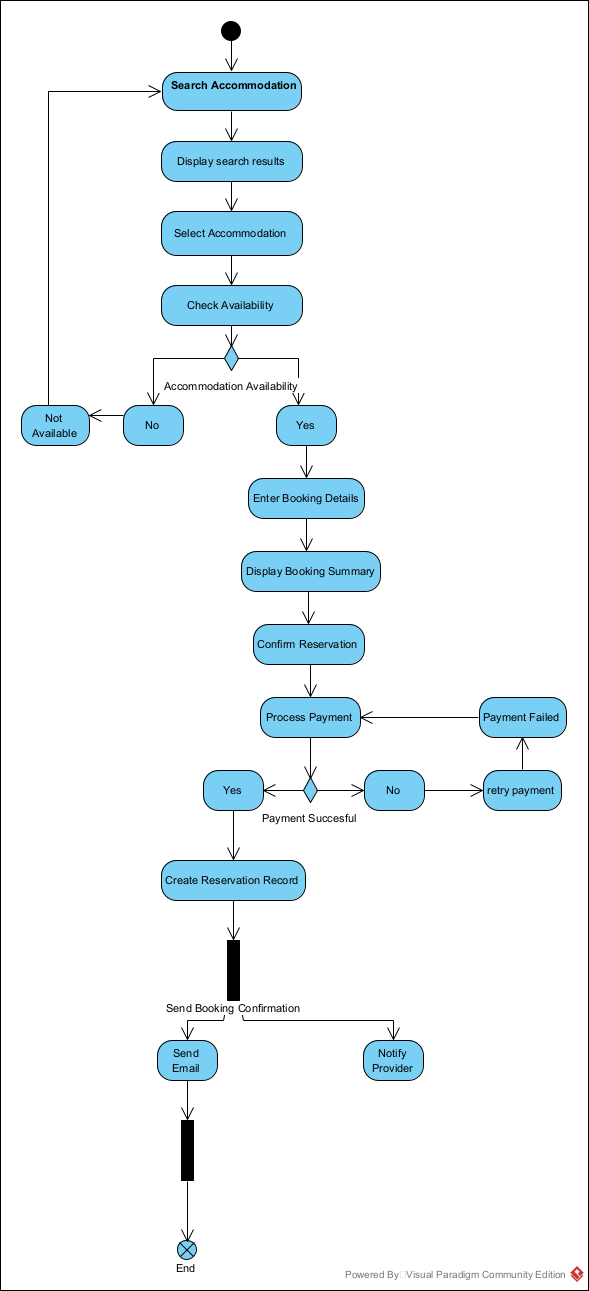 Search Accommodation
Display search results
Select Accommodation
Check Availability
Accommodation Availability
Not
Available
No
Yes
Enter Booking Details
Display Booking Summary
Confirm Reservation
Process Payment
Payment Failed
Yes
No
retry payment
Payment Succesful
Create Reservation Record
Send Booking Confirmation
Send
Email
Notify
Provider
End
Powered By Visual Paradigm Community Edition